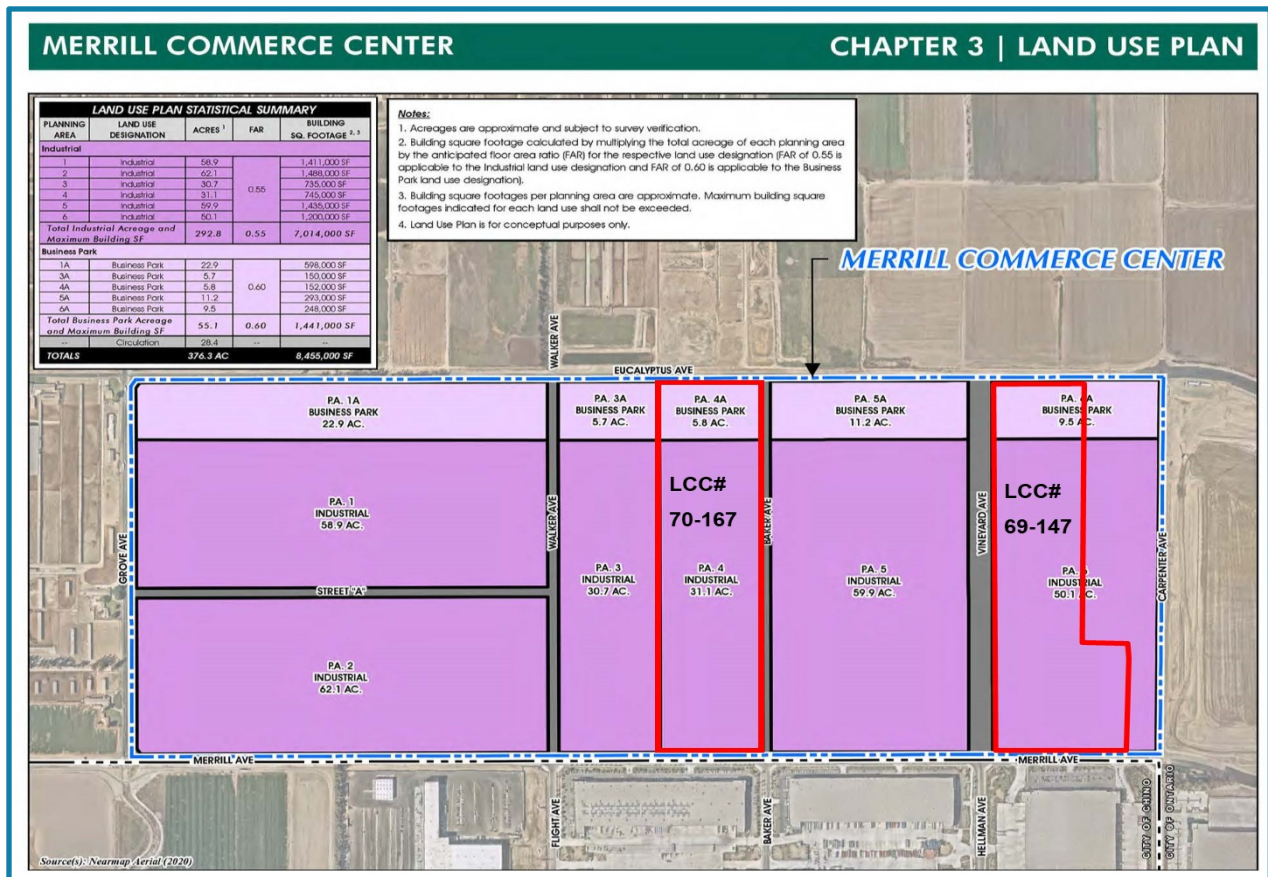 MERRILL COMMERCE CENTER
CHAPTER 3 | LAND USE PLAN
LAND USE PLAN STATISTICAL SUMMARY
PLANNING AREA LAND USE DESIGNATION ACRES 1 FAR BUILDING SQ. FOOTAGE 2, 3
Industrial
1 Industrial 58.9 1,411,000 SF
2 Industrial 62.1 1,488,000 SF
3 Industrial 30.7 735,000 SF
0.55
4 Industrial 31.1 745,000 SF
5 Industrial 59.9 1,435,000 SF
6 Industrial 50.1 1,200,000 SF
Total Industrial Acreage and
Maximum Building SF 292.8 0.55 7,014,000 SF
Business Park
1A Business Park 22.9 598,000 SF
3A Business Park 5.7 150,000 SF
4A Business Park 5.8 0.60 152,000 SF
5A Business Park 11.2 293,000 SF
6A Business Park 9.5 248,000 SF
Total Business Park Acreage
and Maximum Building SF 55.1 0.60 1,441,000 SF
-- Circulation 28.4 -- --
TOTALS 376.3 AC 8,455,000 SF
Notes:
1. Acreages are approximate and subject to survey verification.
2. Building square footage calculated by multiplying the total acreage of each planning area
by the anticipated floor area ratio (FAR) for the respective land use designation (FAR of 0.55 is
applicable to the Industrial land use designation and FAR of 0.60 is applicable to the Business
Park land use designation).
3. Building square footages per planning area are approximate. Maximum building square
footages indicated for each land use shall not be exceeded.
4. Land Use Plan is for conceptual purposes only.
MERRILL COMMERCE CENTER
WALKER AVE
EUCALYPTUS AVE
P.A. 1A
BUSINESS PARK
22.9 AC.
P.A. 3A
BUSINESS PARK
5.7 AC.
P.A. 4A
BUSINESS PARK
5.8 AC.
P.A. 5A
BUSINESS PARK
11.2 AC.
P.A. 6A
BUSINESS PARK
9.5 AC.
GROVE AVE
P.A. 1
INDUSTRIAL
58.9 AC.
WALKER AVE
LCC#
70-167
BAKER AVE
VINEYARD AVE
LCC#
69-147
CARPENTER AVE
P.A. 3
INDUSTRIAL
30.7 AC.
P.A. 4
INDUSTRIAL
31.1 AC.
P.A. 5
INDUSTRIAL
59.9 AC.
P.A.
INDUSTRIAL
50.1 AC.
STREET "A"
P.A. 2
INDUSTRIAL
62.1 AC.
MERRILL AVE
MERRILL AVE
FLIGHT AVE
BAKER AVE
HELLMAN AVE
CITY OF CHINO
CITY OF ONTARIO
Source(s): Nearmap Aerial (2020)